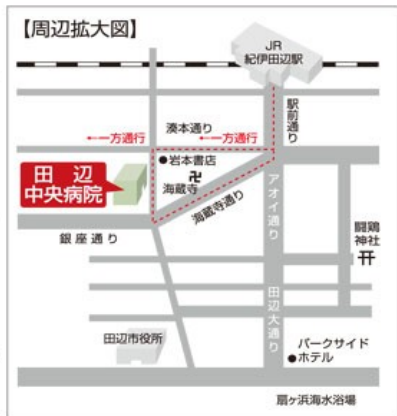 【周辺拡大図】
JR
紀伊田辺駅
駅前通り
湊本通り
←一方通行
←一方通行
●岩本書店
卍
海蔵寺
海蔵寺通り
田辺
中央病院
アオイ通り
銀座通り
闘鶏
神社
田辺大通り
田辺市役所
パークサイド
●ホテル
扇ヶ浜海水浴場